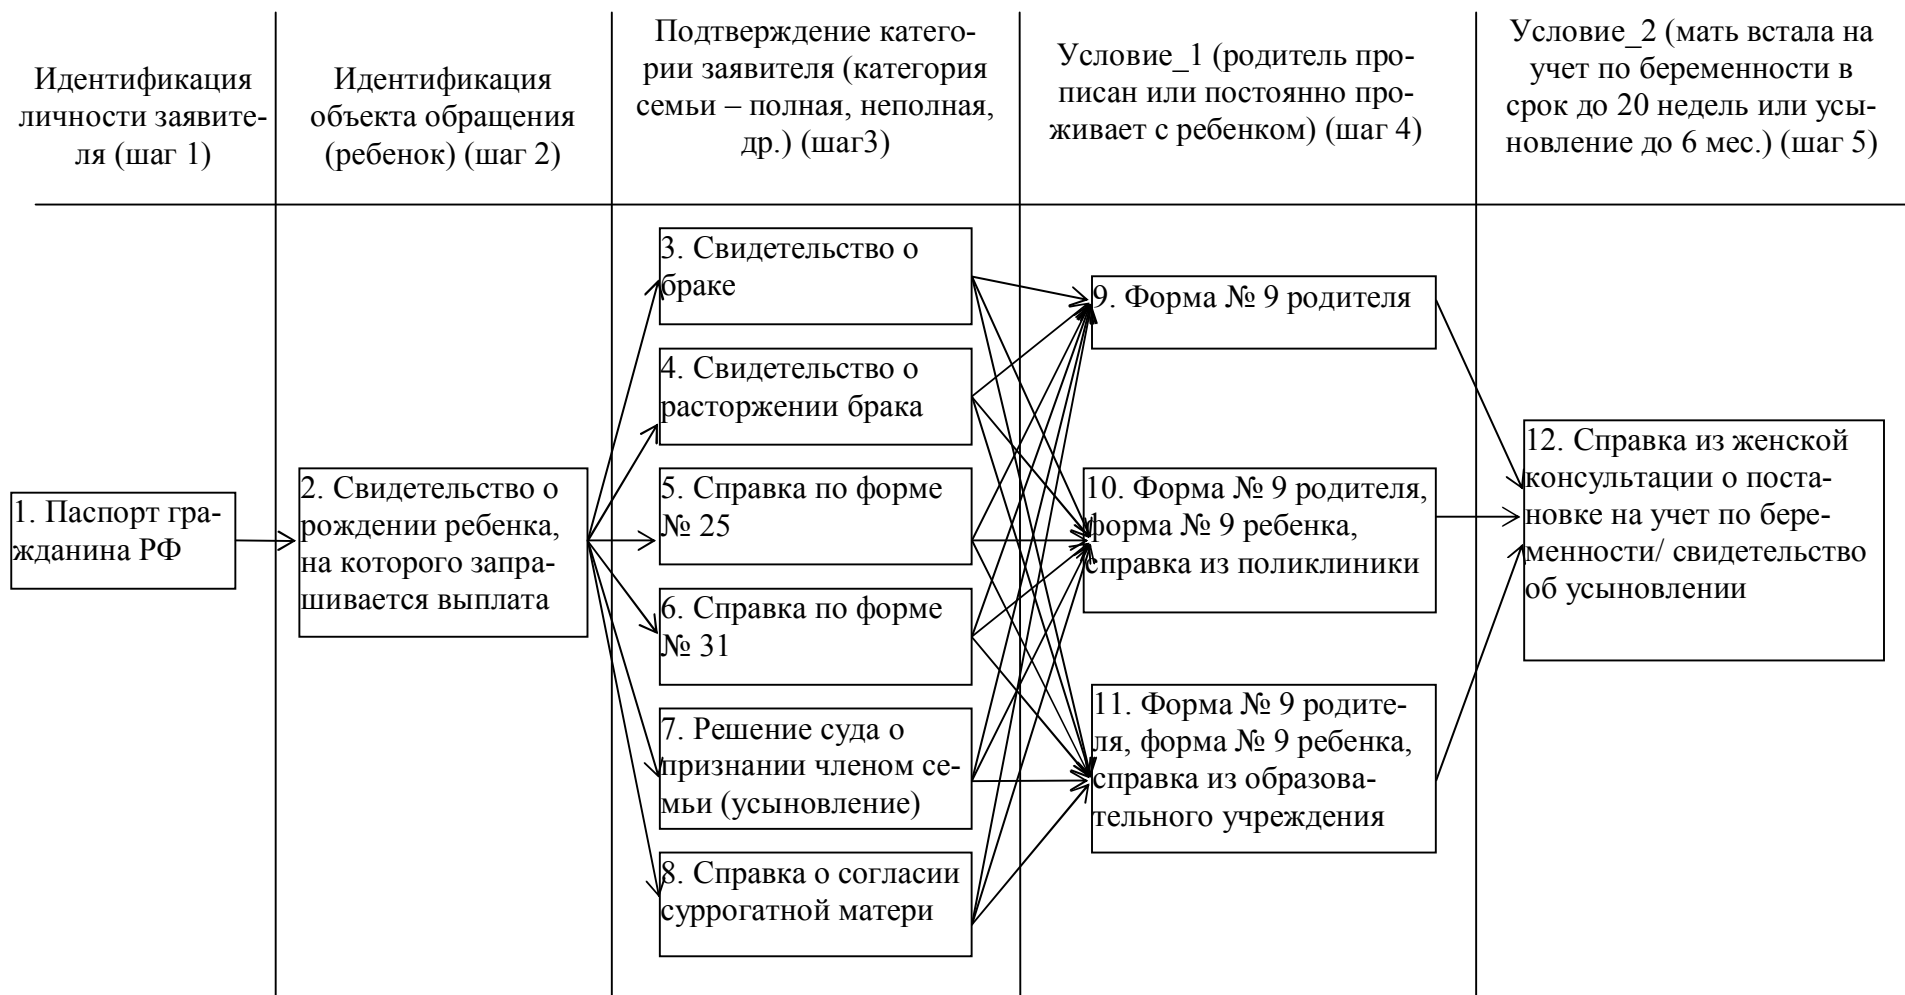 Идентификация
личности заявите-
ля (шаг 1)
Идентификация
объекта обращения
(ребенок) (шаг 2)
Подтверждение катего-
рии заявителя (категория
семьи – полная, неполная,
др.) (шаг3)
Условие_1 (родитель про-
писан или постоянно про-
живает с ребенком) (шаг 4)
Условие_2 (мать встала на
учет по беременности в
срок до 20 недель или усы-
новление до 6 мес.) (шаг 5)
1. Паспорт гра-
жданина РФ
2. Свидетельство о
рождении ребенка,
на которого запра-
шивается выплата
3. Свидетельство о
браке
4. Свидетельство о
расторжении брака
5. Справка по форме
№ 25
6. Справка по форме
№ 31
7. Решение суда о
признании членом се-
мьи (усыновление)
8. Справка о согласии
суррогатной матери
9. Форма № 9 родителя
10. Форма № 9 родителя,
форма № 9 ребенка,
справка из поликлиники
11. Форма № 9 родите-
ля, форма № 9 ребенка,
справка из образова-
тельного учреждения
12. Справка из женской
консультации о поста-
новке на учет по бере-
менности/ свидетельство
об усыновлении